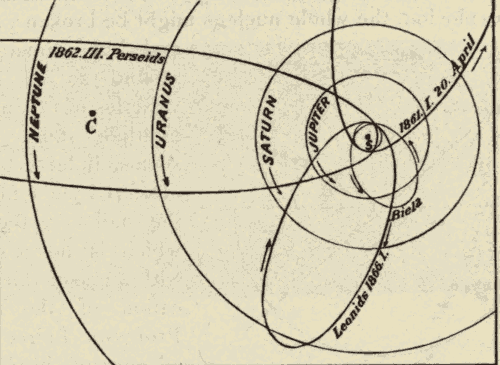 1862.III. Perseids
NEPTUNE
URANUS
SATURN
JUPITER
1861.I. 20. April
C
S
Biela
Leonids 1866.I.